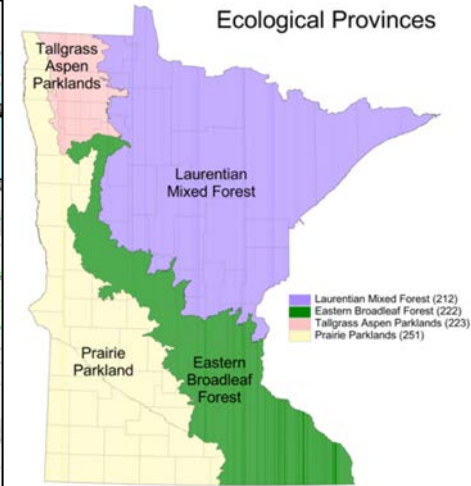 Ecological Provinces
Tallgrass
Aspen
Parklands
Laurentian
Mixed Forest
Laurentian Mixed Forest (212)
Eastern Broadleaf Forest (222)
Tallgrass Aspen Parklands (223)
Prairie Parklands (251)
Prairie
Parkland
Eastern
Broadleaf
Forest